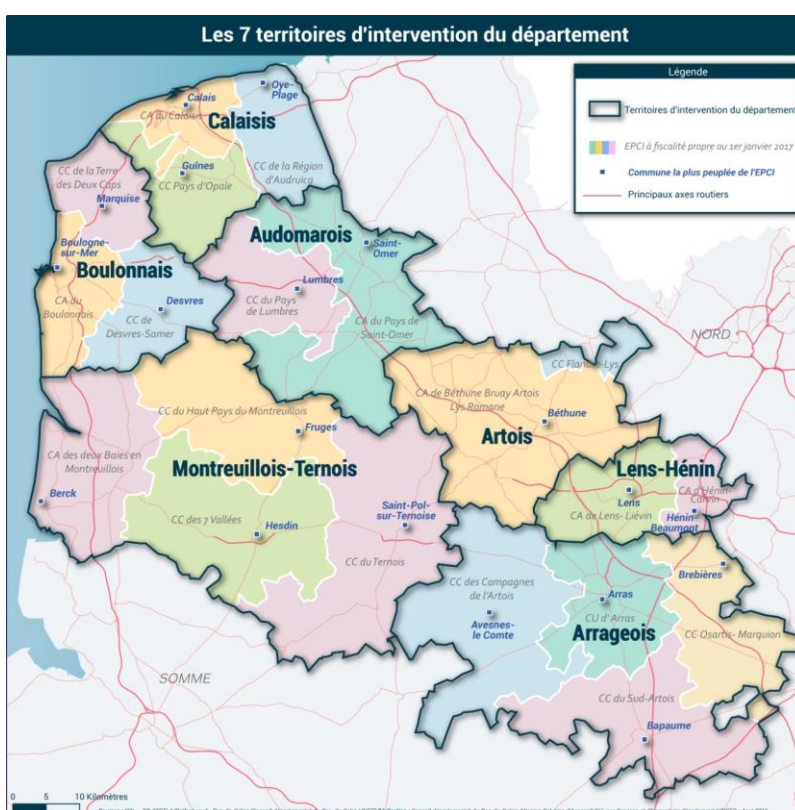 Les 7 territoires d'intervention du département
Légende
Territoires d'intervention du département
EPCI à fiscalité propre au 1er janvier 2017
Commune la plus peuplée de l'EPCI
Principaux axes routiers
Oye-
Plage
Calais
CA du Calaisis
Calaisis
Guînes
CC Pays d'Opale
CC de la Région
d'Audruicq
CC de la Terre
des Deux Caps
Marquise
Boulogne-
sur-Mer
Boulonnais
CA du
Boulonnais
Desvres
CC de
Desvres-Samer
Audomarois
Saint-
Omer
Lumbres
CC du Pays
de Lumbres
CA du Pays de
Saint-Omer
NORD
CC Flandre-Lys
CA de Béthune Bruay Artois
Lys Romane
Béthune
Artois
CC du Haut Pays du Montreuillois
Fruges
CA des deux Baies en
Montreuillois
Montreuillois-Ternois
Berck
CC des 7 Vallées
Hesdin
Saint-Pol-
sur-Ternoise
CC du Ternois
Lens-Hénin
Lens
CA de Lens- Liévin
CA d'Hénin-
Carvin
Hénin-
Beaumont
CC des Campagnes
de l'Artois
Avesnes-
le Comte
Arras
CU d' Arras
Arrageois
Brebières
CC Osartis- Marquion
CC du Sud-Artois
Bapaume
SOMME
0 5 10 Kilomètres